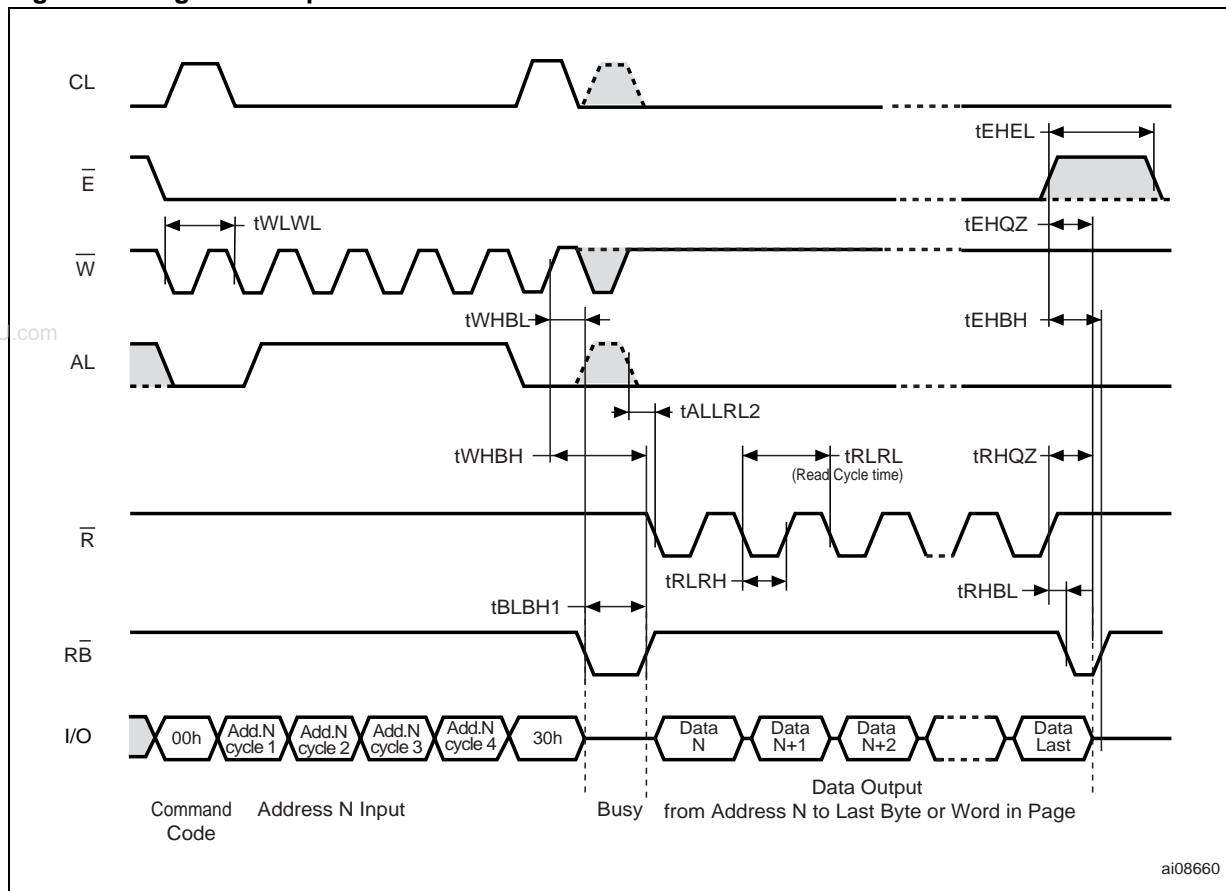 CL
tEHEL
E
tWLWL
tEHQZ
W
tWHBL
tEHBH
J.com
AL
tALLRL2
tWHBH
tRLRL
(Read Cycle time)
tRHQZ
R
tRLRH
tRHBL
tBLBH1
RB
I/O
00h
Add.N cycle 1
Add.N cycle 2
Add.N cycle 3
Add.N cycle 4
30h
Data N
Data N+1
Data N+2
Data Last
Command Code
Address N Input
Busy
Data Output
from Address N to Last Byte or Word in Page
ai08660